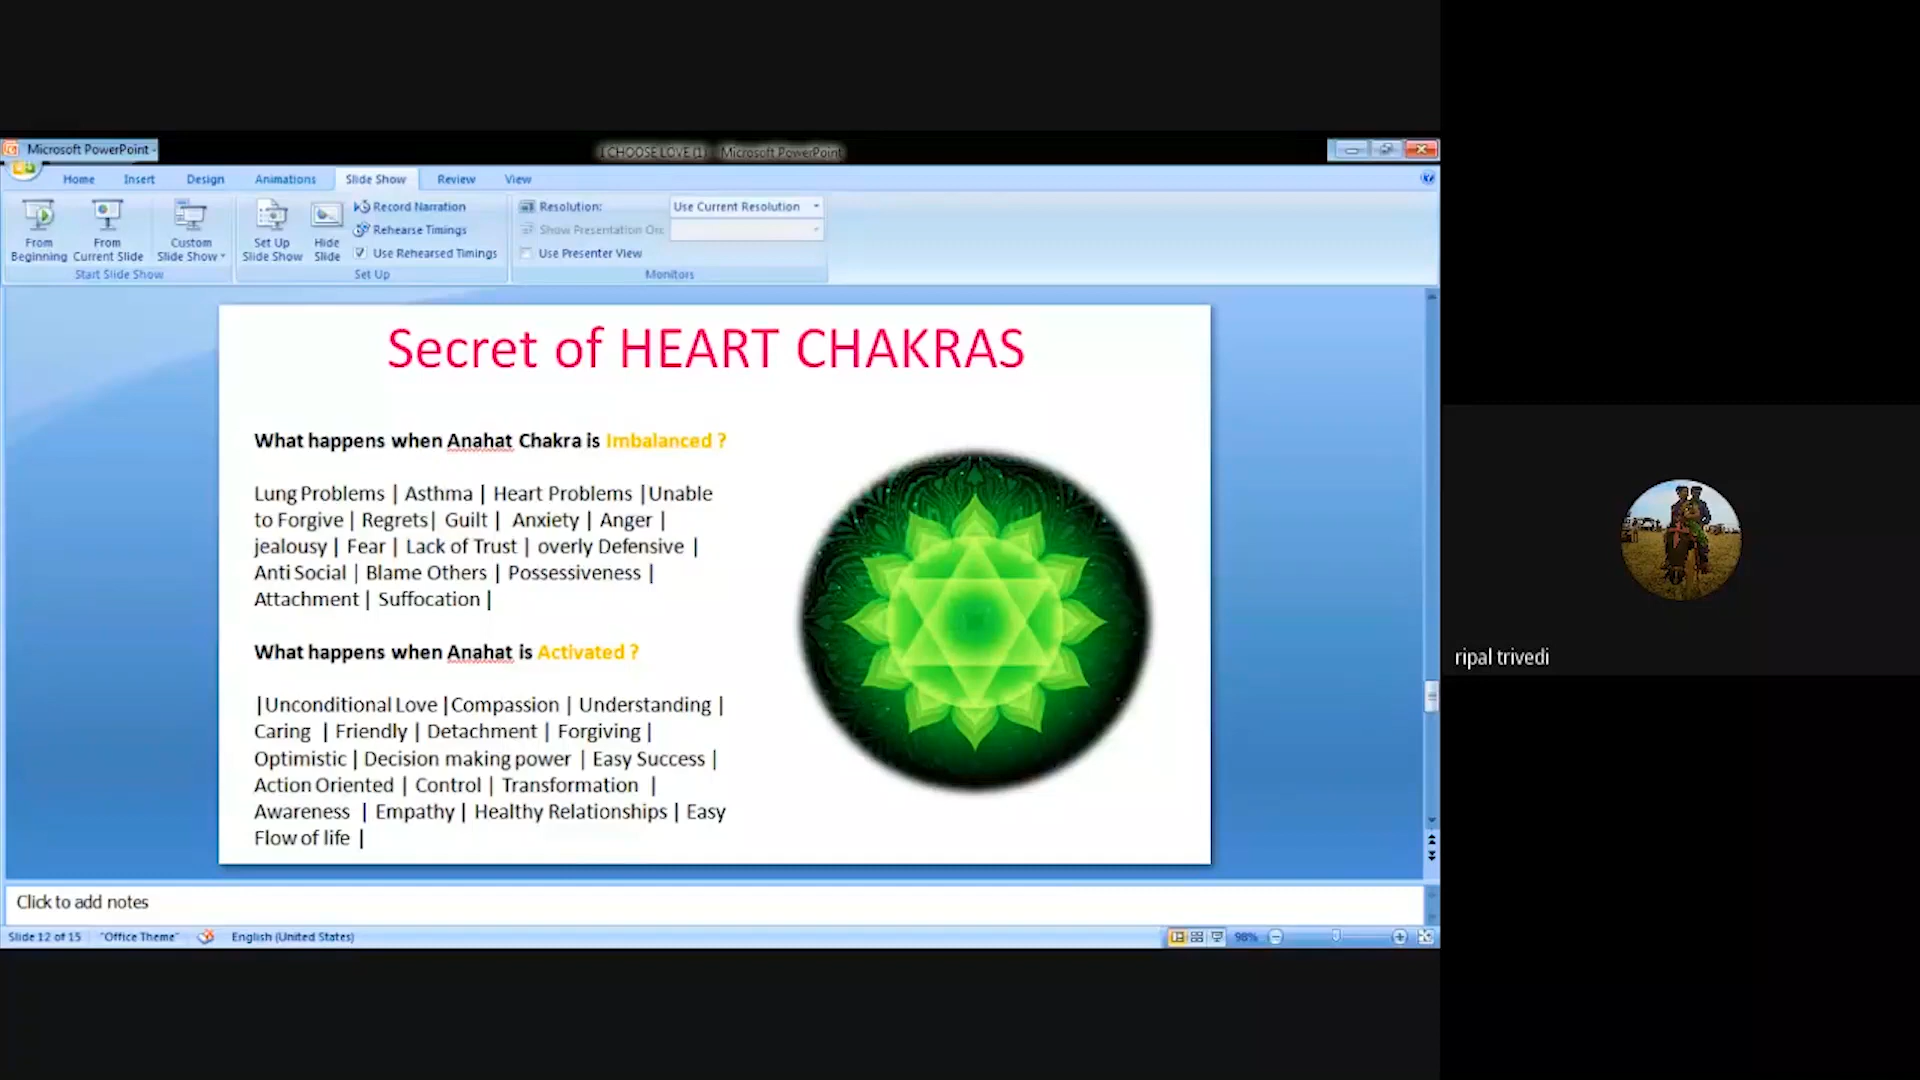 Microsoft PowerPoint
I CHOOSE LOVE (1) - Microsoft PowerPoint
Home Insert Design Animations Slide Show Review View
From Beginning
From Current Slide
Custom Slide Show
Start Slide Show
Set Up Slide Show
Hide Slide
Record Narration
Rehearse Timings
Use Rehearsed Timings
Set Up
Resolution: Use Current Resolution
Show Presentation On:
Use Presenter View
Monitors
Secret of HEART CHAKRAS
What happens when Anahat Chakra is Imbalanced ?
Lung Problems | Asthma | Heart Problems |Unable
to Forgive | Regrets| Guilt | Anxiety | Anger |
jealousy | Fear | Lack of Trust | overly Defensive |
Anti Social | Blame Others | Possessiveness |
Attachment | Suffocation |
What happens when Anahat is Activated ?
|Unconditional Love |Compassion | Understanding |
Caring | Friendly | Detachment | Forgiving |
Optimistic | Decision making power | Easy Success |
Action Oriented | Control | Transformation |
Awareness | Empathy | Healthy Relationships | Easy
Flow of life |
ripal trivedi
Click to add notes
Slide 12 of 15 "Office Theme" English (United States) 98%